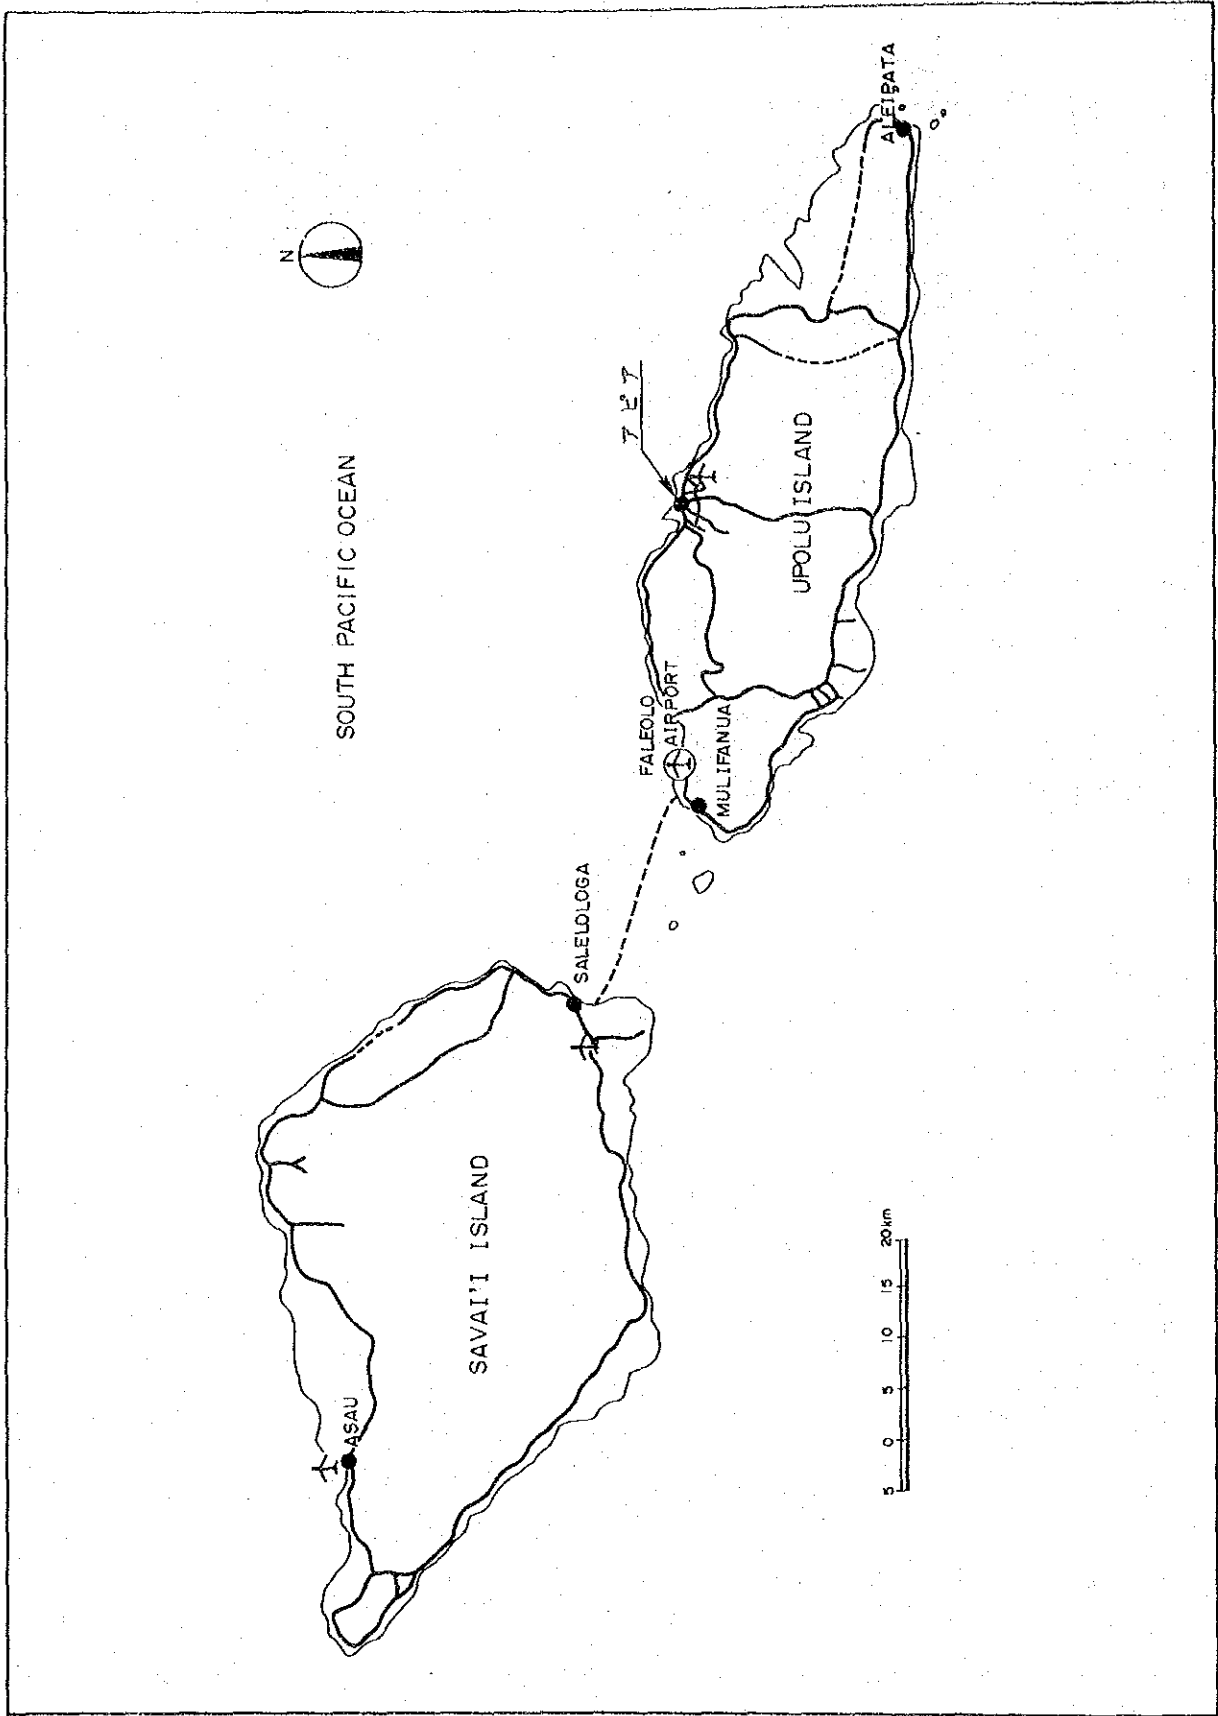 N
SOUTH PACIFIC OCEAN
アピア
SAVAI'I ISLAND
ASAU
SALELOLOGA
FALEOLO
AIRPORT
MULIFANUA
UPOLU ISLAND
ALEIPATA
5 0 5 10 15 20km